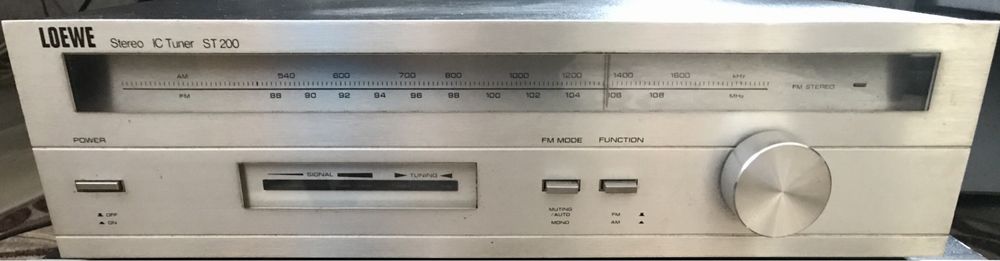 LOEWE Stereo IC Tuner ST 200
AM 540 600 700 800 1000 1200 1400 1600 kHz
FM 88 90 92 94 96 98 100 102 104 106 108 MHz
FM STEREO
POWER
FM MODE FUNCTION
SIGNAL TUNING
OFF
ON
MUTING
/AUTO
MONO
FM
AM